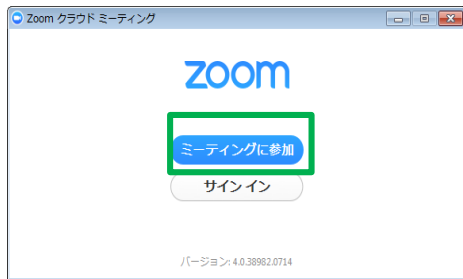 Zoom クラウド ミーティング
zoom
ミーティングに参加
サイン イン
バージョン: 4.0.38982.0714